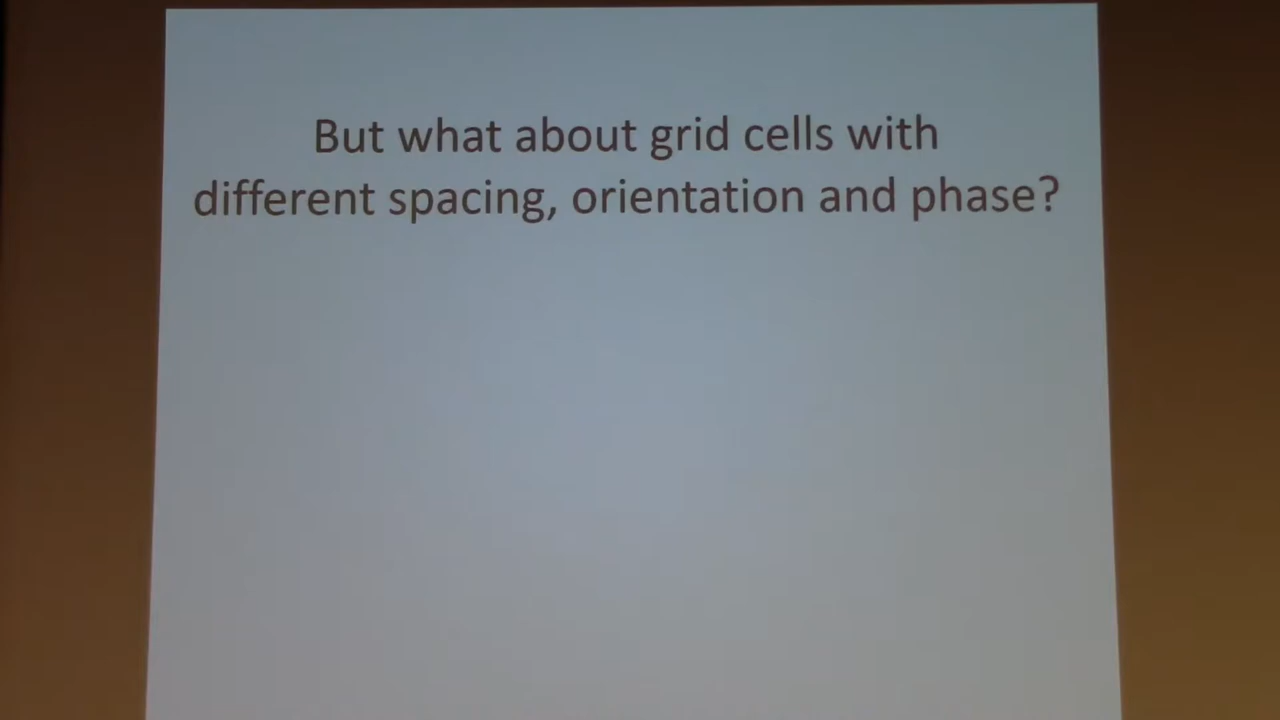 But what about grid cells with
different spacing, orientation and phase?